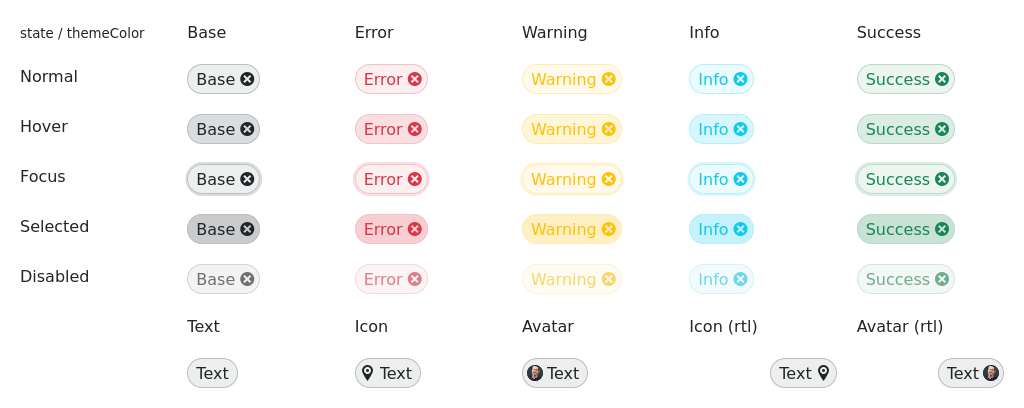 state / themeColor Base Error Warning Info Success
Normal Base Error Warning Info Success
Hover Base Error Warning Info Success
Focus Base Error Warning Info Success
Selected Base Error Warning Info Success
Disabled Base Error Warning Info Success
Text Icon Avatar Icon (rtl) Avatar (rtl)
Text Text Text Text Text